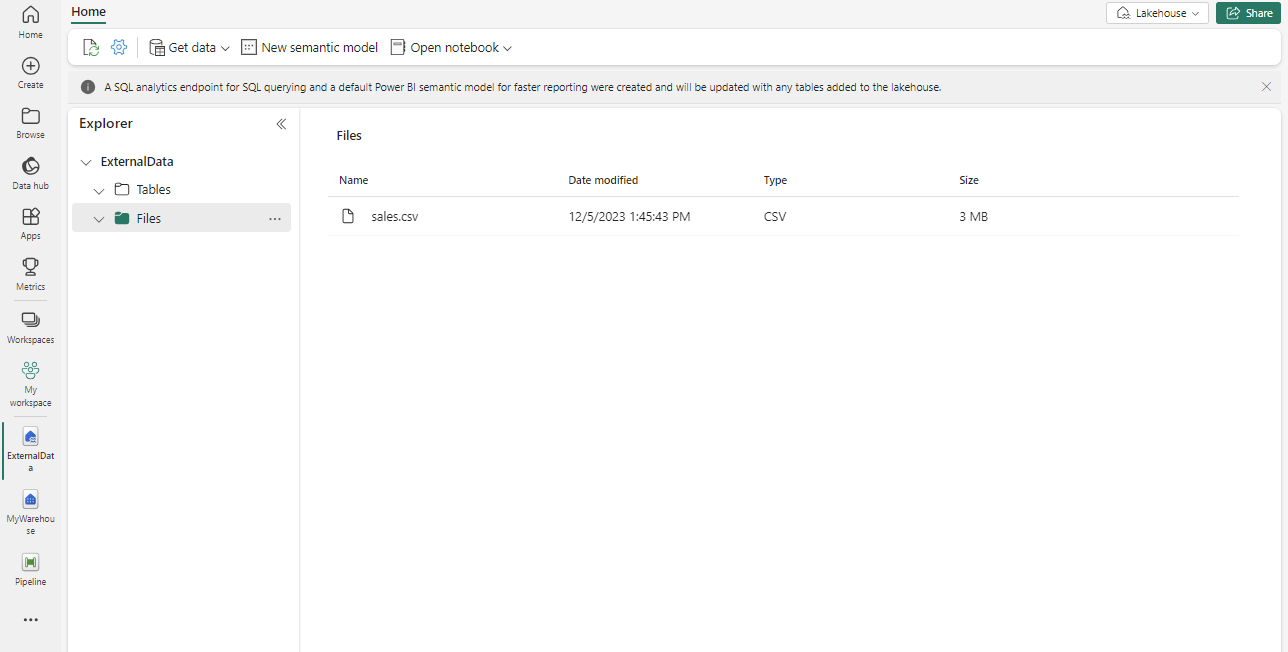 Home
Lakehouse
Share
Get data
New semantic model
Open notebook
A SQL analytics endpoint for SQL querying and a default Power BI semantic model for faster reporting were created and will be updated with any tables added to the lakehouse.
Home
Create
Browse
Data hub
Apps
Metrics
Workspaces
My
workspace
ExternalDat
a
MyWarehou
se
Pipeline
Explorer
ExternalData
Tables
Files
Files
Name Date modified Type Size
sales.csv 12/5/2023 1:45:43 PM CSV 3 MB